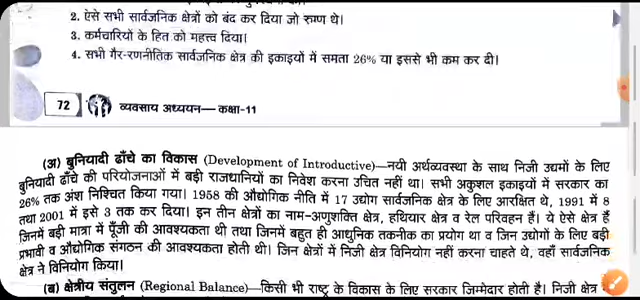 2. ऐसे सभी सार्वजनिक क्षेत्रों को बंद कर दिया जो रुग्ण थे।
3. कर्मचारियों के हित को महत्त्व दिया।
4. सभी गैर-रणनीतिक सार्वजनिक क्षेत्र की इकाइयों में समता 26% या इससे भी कम कर दी।
72 व्यवसाय अध्ययन—कक्षा-11
(अ) बुनियादी ढाँचे का विकास (Development of Introductive)—नयी अर्थव्यवस्था के साथ निजी उद्यमों के लिए
बुनियादी ढाँचे की परियोजनाओं में बड़ी राजधानियों का निवेश करना उचित नहीं था। सभी अकुशल इकाइयों में सरकार का
26% तक अंश निश्चित किया गया। 1958 की औद्योगिक नीति में 17 उद्योग सार्वजनिक क्षेत्र के लिए आरक्षित थे, 1991 में 8
तथा 2001 में इसे 3 तक कर दिया। इन तीन क्षेत्रों का नाम-अणुशक्ति क्षेत्र, हथियार क्षेत्र व रेल परिवहन हैं। ये ऐसे क्षेत्र हैं
जिनमें बड़ी मात्रा में पूँजी की आवश्यकता थी तथा जिनमें बहुत ही आधुनिक तकनीक का प्रयोग था व जिन उद्योगों के लिए बड़ी
प्रभावी व औद्योगिक संगठन की आवश्यकता होती थी। जिन क्षेत्रों में निजी क्षेत्र विनियोग नहीं करना चाहते थे, वहाँ सार्वजनिक
क्षेत्र ने विनियोग किया।
(ब) क्षेत्रीय संतुलन (Regional Balance)—किसी भी राष्ट्र के विकास के लिए सरकार जिम्मेदार होती है। निजी क्षेत्र